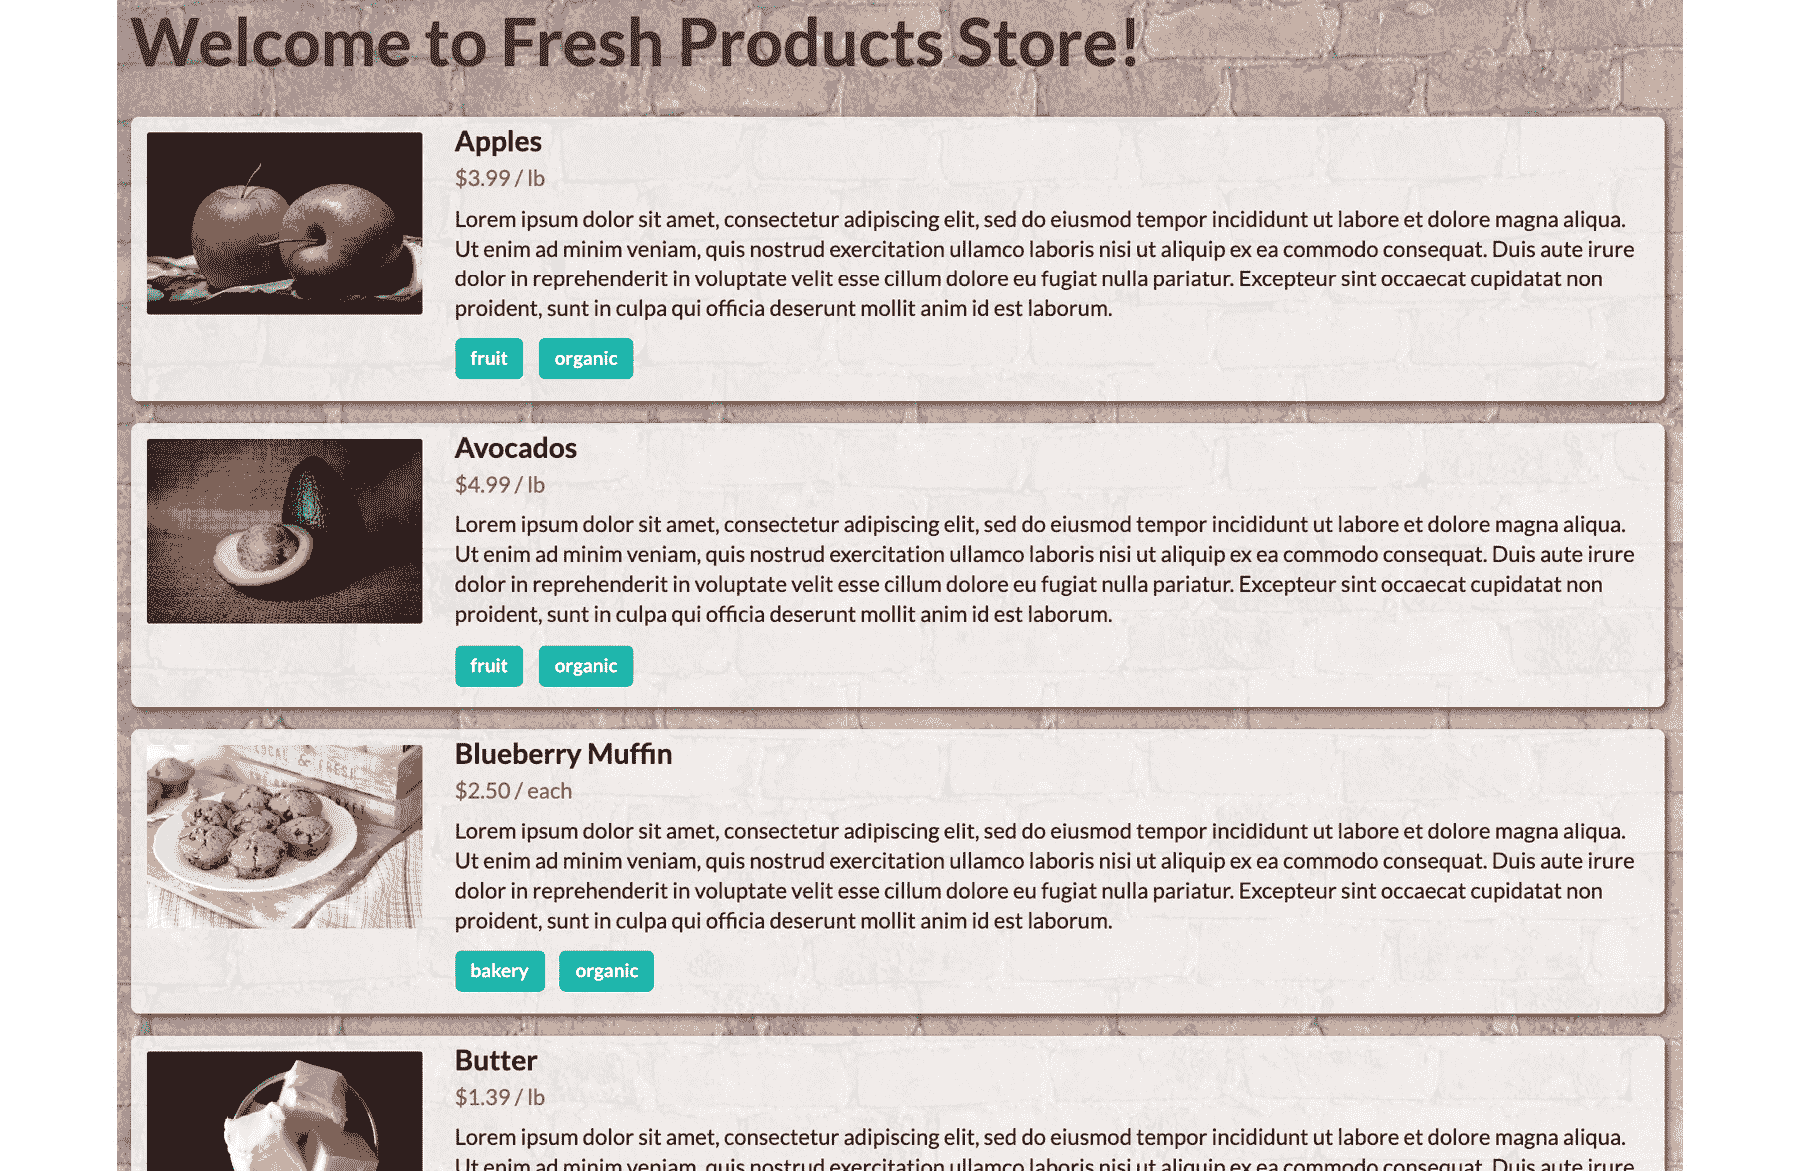 Welcome to Fresh Products Store!
Apples
$3.99 / lb
Lorem ipsum dolor sit amet, consectetur adipiscing elit, sed do eiusmod tempor incididunt ut labore et dolore magna aliqua.
Ut enim ad minim veniam, quis nostrud exercitation ullamco laboris nisi ut aliquip ex ea commodo consequat. Duis aute irure
dolor in reprehenderit in voluptate velit esse cillum dolore eu fugiat nulla pariatur. Excepteur sint occaecat cupidatat non
proident, sunt in culpa qui officia deserunt mollit anim id est laborum.
fruit organic
Avocados
$4.99 / lb
Lorem ipsum dolor sit amet, consectetur adipiscing elit, sed do eiusmod tempor incididunt ut labore et dolore magna aliqua.
Ut enim ad minim veniam, quis nostrud exercitation ullamco laboris nisi ut aliquip ex ea commodo consequat. Duis aute irure
dolor in reprehenderit in voluptate velit esse cillum dolore eu fugiat nulla pariatur. Excepteur sint occaecat cupidatat non
proident, sunt in culpa qui officia deserunt mollit anim id est laborum.
fruit organic
LOCAL & FRESH
Blueberry Muffin
$2.50 / each
Lorem ipsum dolor sit amet, consectetur adipiscing elit, sed do eiusmod tempor incididunt ut labore et dolore magna aliqua.
Ut enim ad minim veniam, quis nostrud exercitation ullamco laboris nisi ut aliquip ex ea commodo consequat. Duis aute irure
dolor in reprehenderit in voluptate velit esse cillum dolore eu fugiat nulla pariatur. Excepteur sint occaecat cupidatat non
proident, sunt in culpa qui officia deserunt mollit anim id est laborum.
bakery organic
Butter
$1.39 / lb
Lorem ipsum dolor sit amet, consectetur adipiscing elit, sed do eiusmod tempor incididunt ut labore et dolore magna aliqua.
Ut enim ad minim veniam, quis nostrud exercitation ullamco laboris nisi ut aliquip ex ea commodo consequat. Duis aute irure